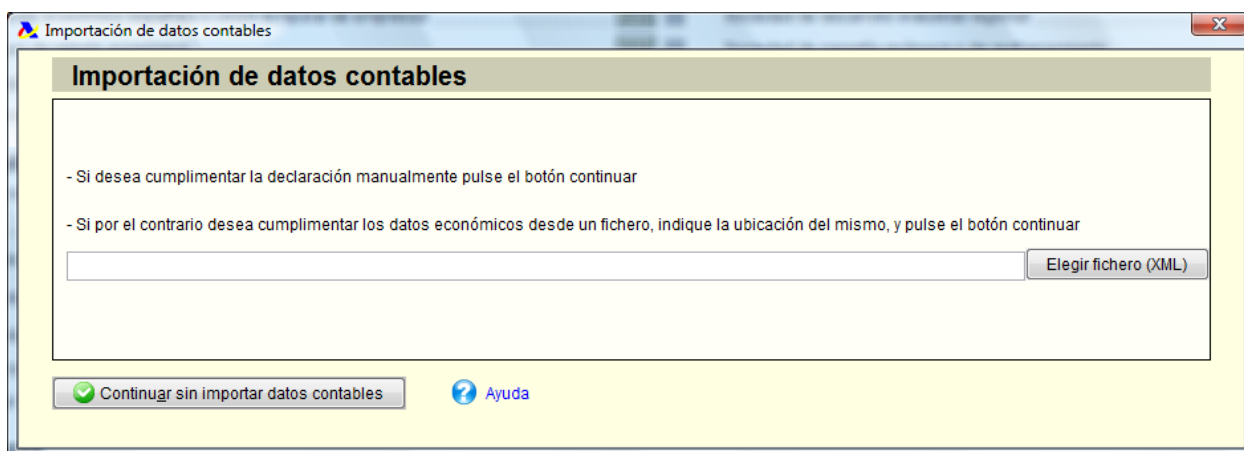 Importación de datos contables
Importación de datos contables
- Si desea cumplimentar la declaración manualmente pulse el botón continuar
- Si por el contrario desea cumplimentar los datos económicos desde un fichero, indique la ubicación del mismo, y pulse el botón continuar
Elegir fichero (XML)
Continuar sin importar datos contables
Ayuda